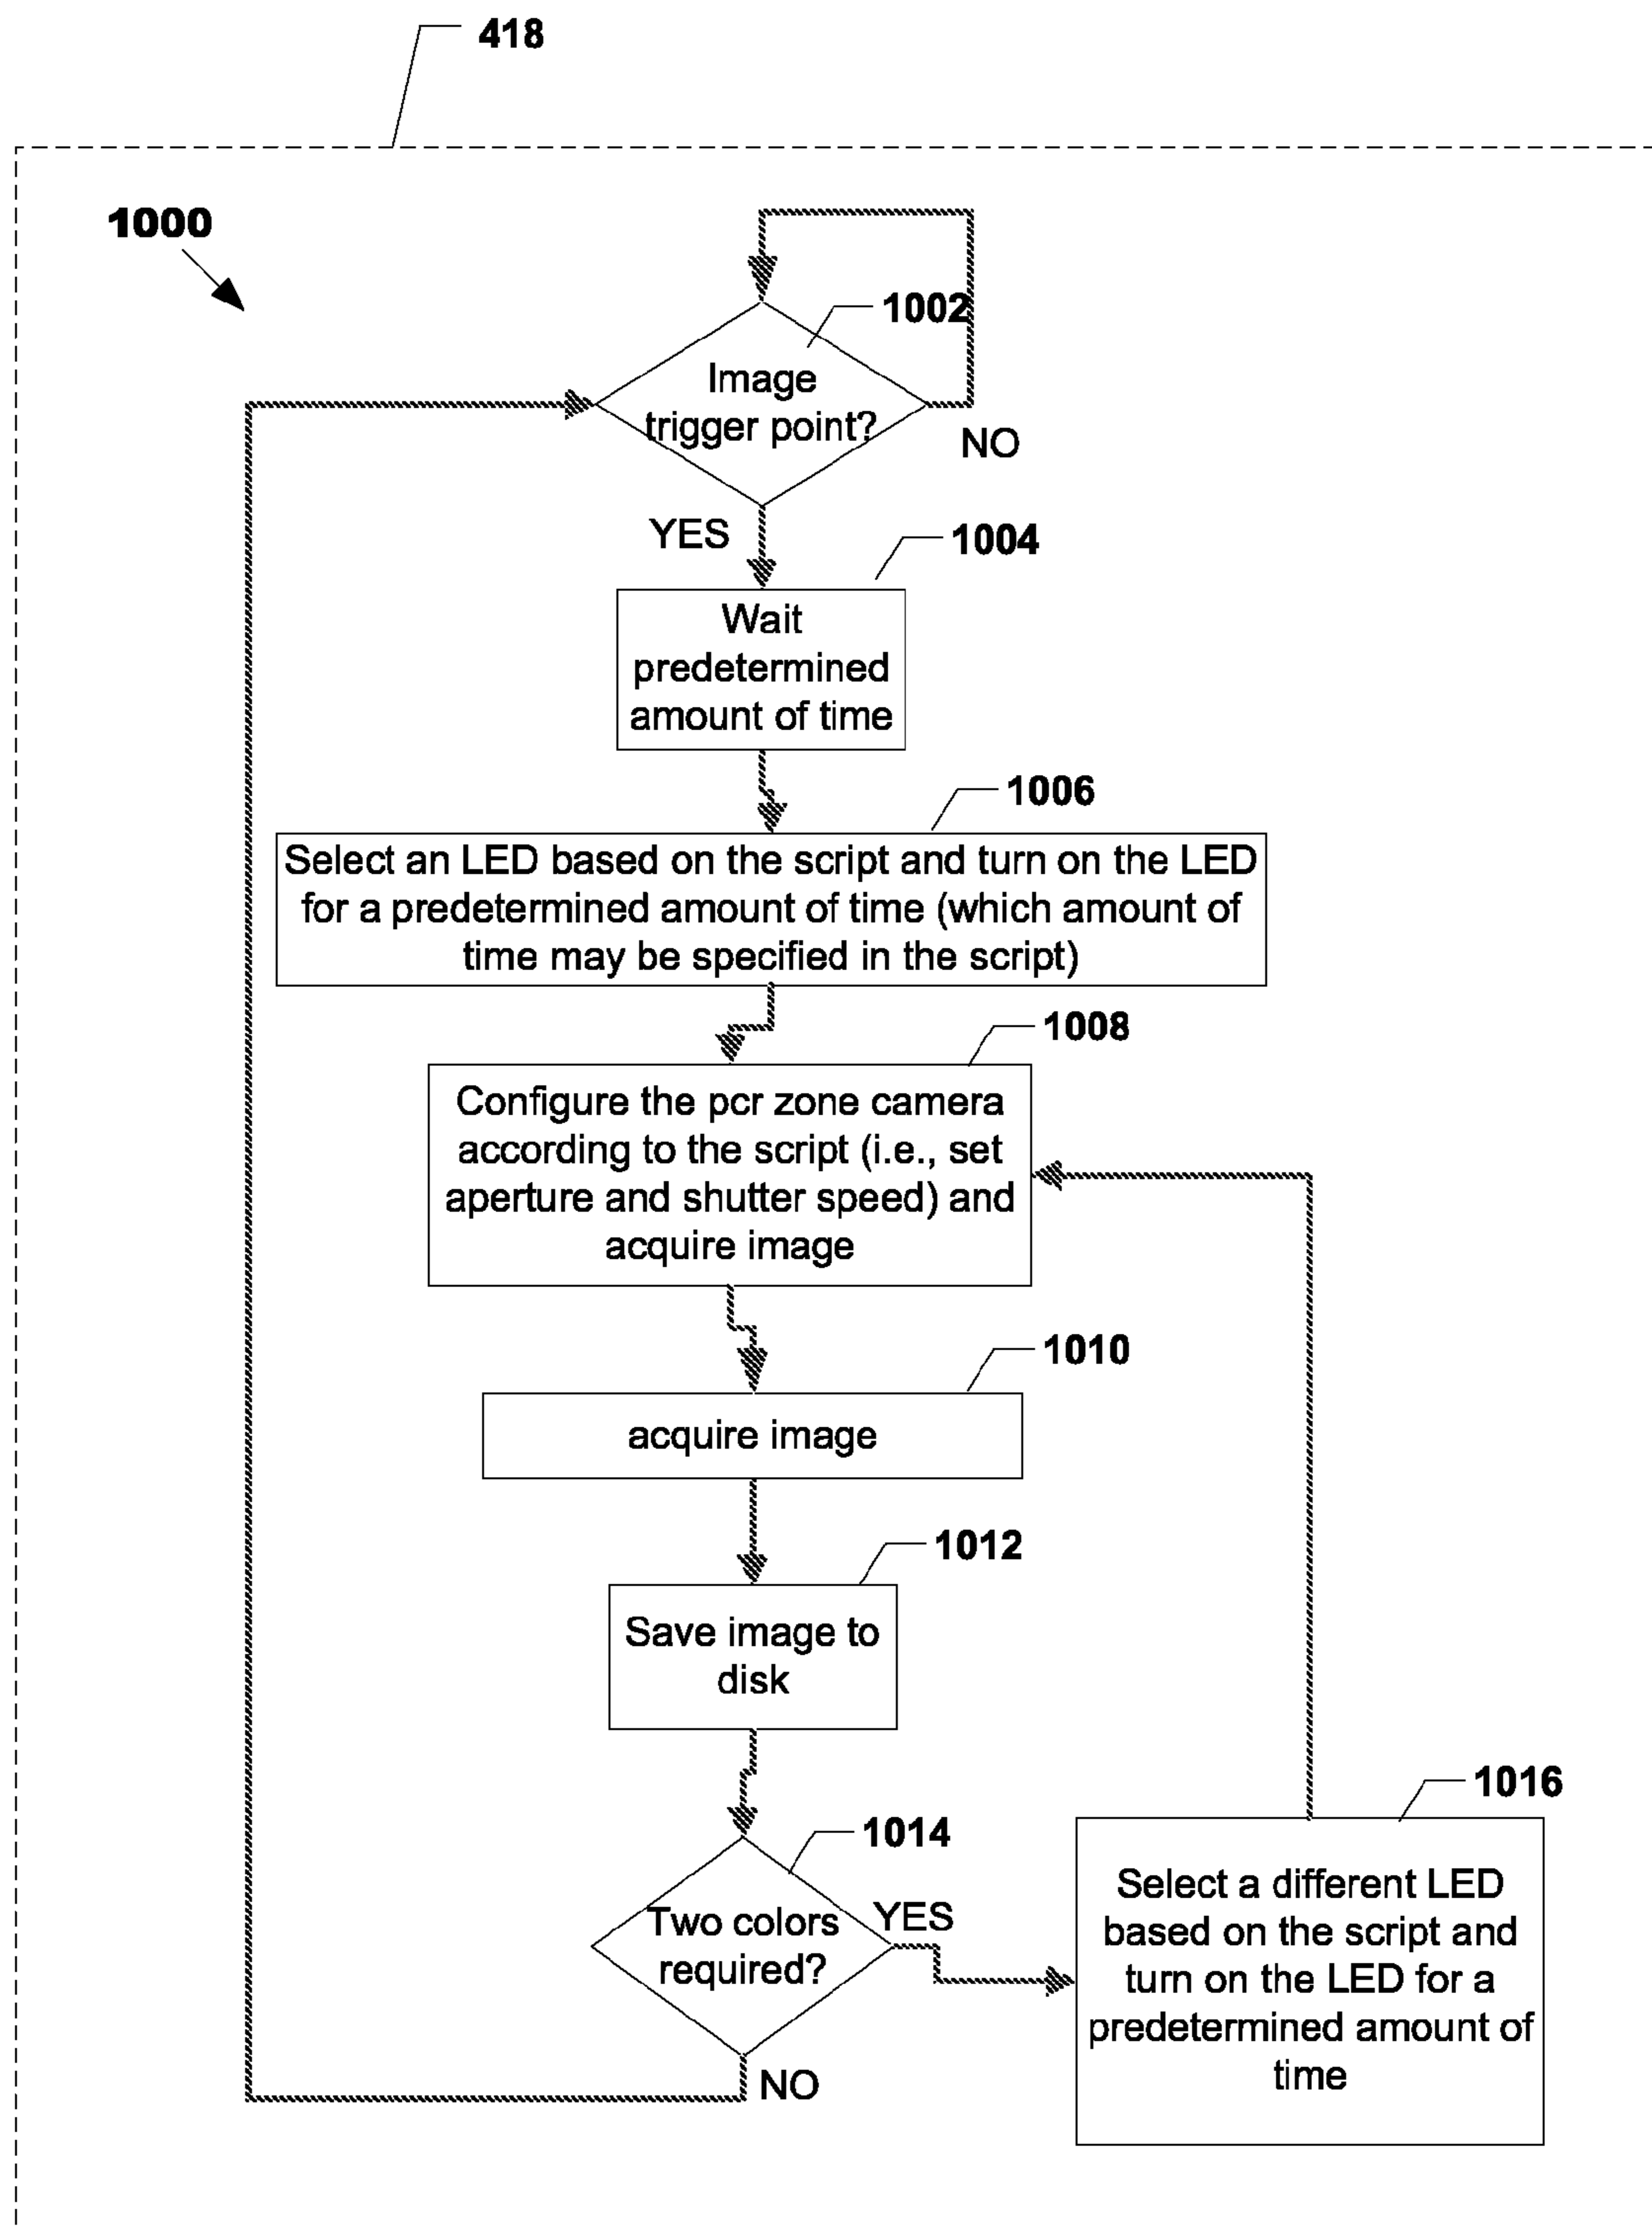 418
1000
1002
Image
trigger point?
NO
YES
1004
Wait
predetermined
amount of time
1006
Select an LED based on the script and turn on the LED
for a predetermined amount of time (which amount of
time may be specified in the script)
1008
Configure the pcr zone camera
according to the script (i.e., set
aperture and shutter speed) and
acquire image
1010
acquire image
1012
Save image to
disk
1014
Two colors
required?
YES
NO
1016
Select a different LED
based on the script and
turn on the LED for a
predetermined amount of
time